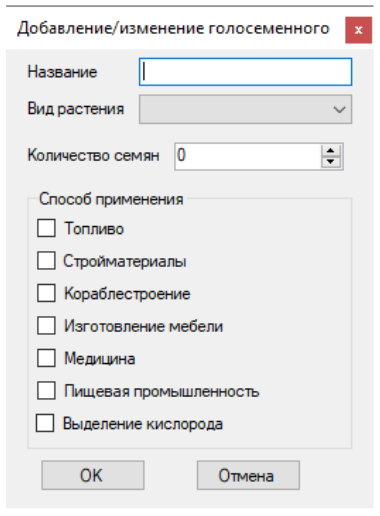 Добавление/изменение голосеменного x
Название
Вид растения
Количество семян 0
Способ применения
Топливо
Стройматериалы
Кораблестроение
Изготовление мебели
Медицина
Пищевая промышленность
Выделение кислорода
OK Отмена